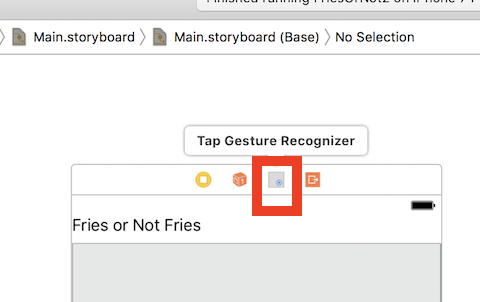 Main.storyboard
Main.storyboard (Base)
No Selection
Tap Gesture Recognizer
Fries or Not Fries